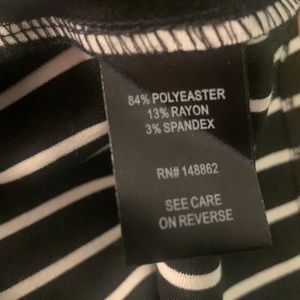 84% POLYEASTER
13% RAYON
3% SPANDEX
RN# 148862
SEE CARE
ON REVERSE